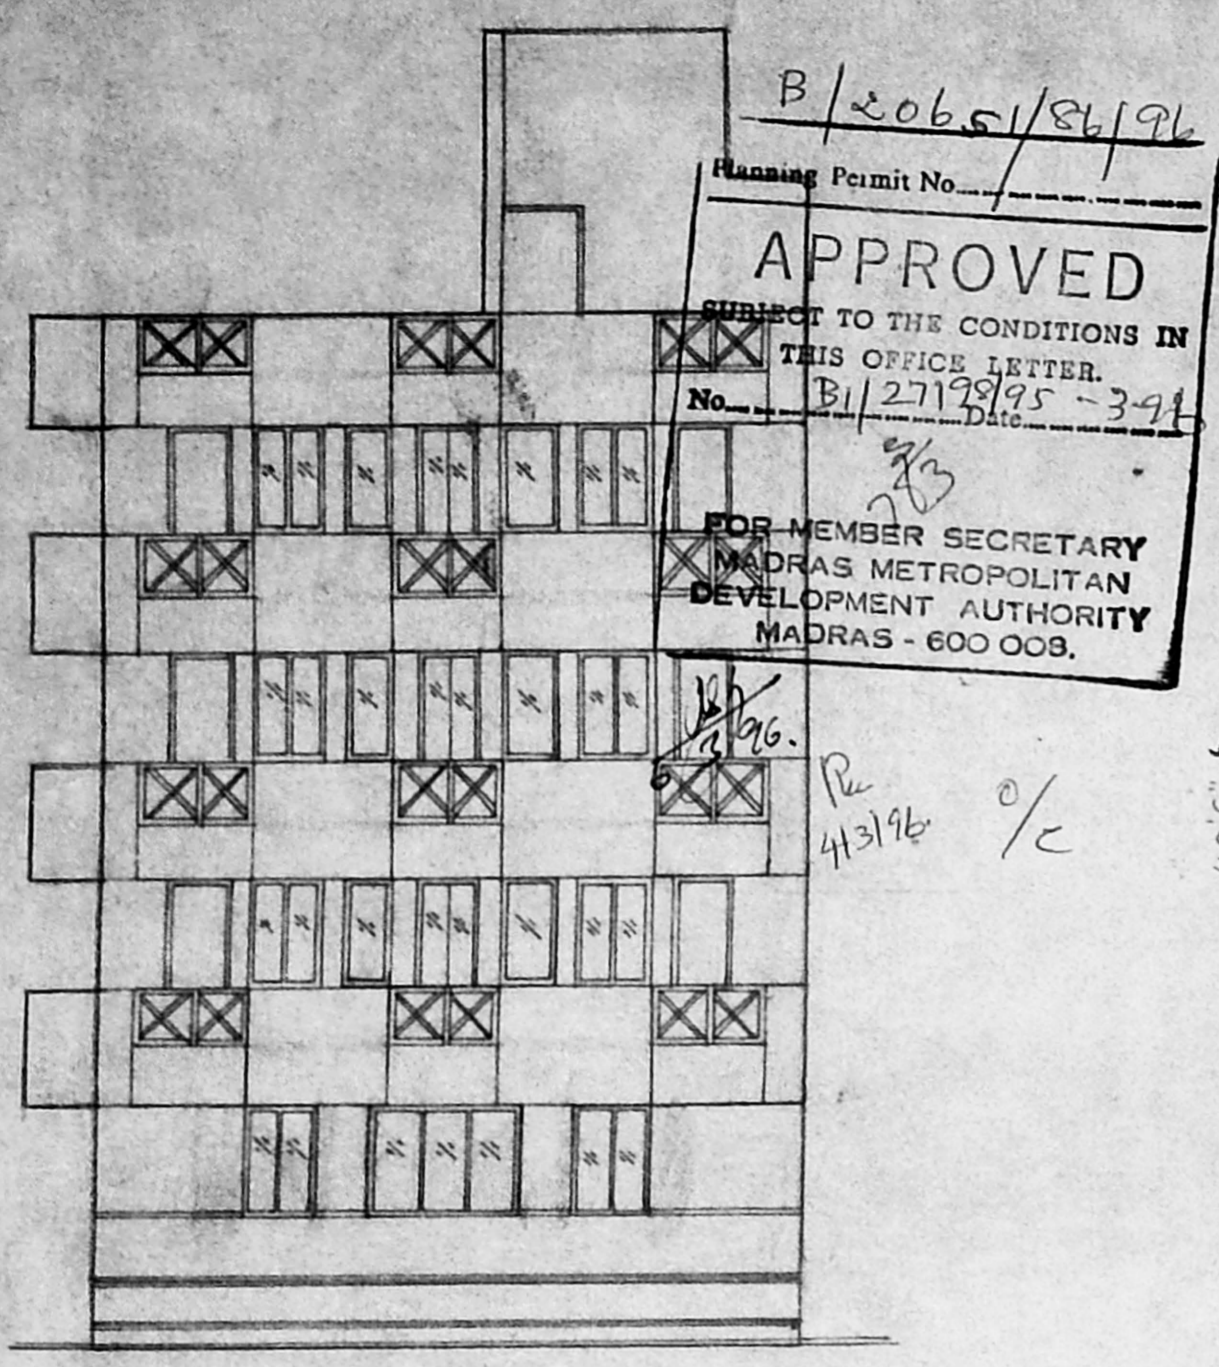 B/20651/86/96
Planning Permit No.
APPROVED
SUBJECT TO THE CONDITIONS IN
THIS OFFICE LETTER.
No. B1/27198/95 Date -3-96
FOR MEMBER SECRETARY
MADRAS METROPOLITAN
DEVELOPMENT AUTHORITY
MADRAS - 600 008.
4/3/96.
O/C